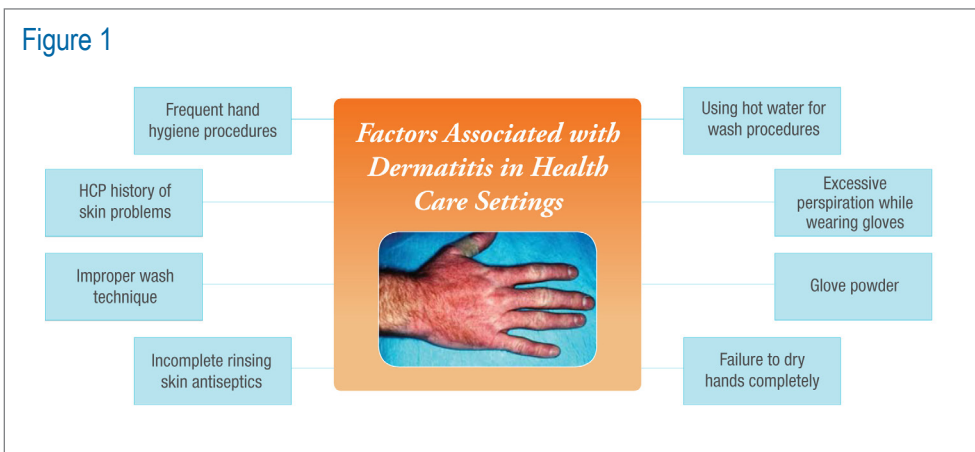 Figure 1
Frequent hand
hygiene procedures
HCP history of
skin problems
Improper wash
technique
Incomplete rinsing
skin antiseptics
Factors Associated with
Dermatitis in Health
Care Settings
Using hot water for
wash procedures
Excessive
perspiration while
wearing gloves
Glove powder
Failure to dry
hands completely